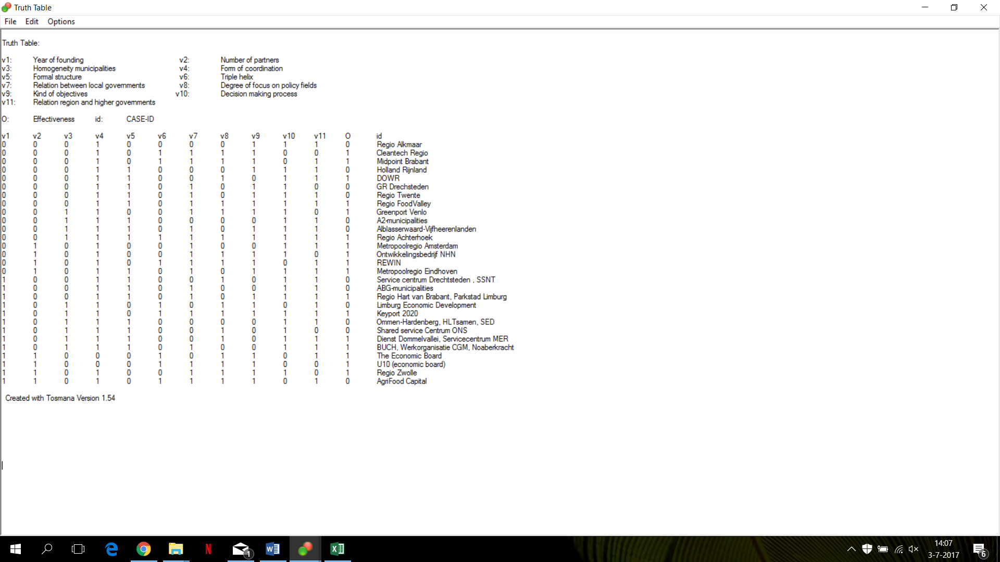 Truth Table
File Edit Options
Truth Table:
v1: Year of founding v2: Number of partners
v3: Homogeneity municipalities v4: Form of coordination
v5: Formal structure v6: Triple helix
v7: Relation between local governments v8: Degree of focus on policy fields
v9: Kind of objectives v10: Decision making process
v11: Relation region and higher governments
O: Effectiveness id: CASE-ID
v1 v2 v3 v4 v5 v6 v7 v8 v9 v10 v11 O id
0 0 0 1 0 0 0 0 1 1 1 0 Regio Alkmaar
0 0 0 1 0 1 1 1 1 0 0 1 Cleantech Regio
0 0 0 1 0 1 1 1 1 0 1 1 Midpoint Brabant
0 0 0 1 1 0 0 0 1 1 1 0 Holland Rijnland
0 0 0 1 1 0 0 1 0 1 1 1 DOWR
0 0 0 1 1 0 1 0 1 1 0 0 GR Drechsteden
0 0 0 1 1 0 1 0 1 1 1 0 Regio Twente
0 0 0 1 1 0 1 1 1 1 1 1 Regio FoodValley
0 0 1 1 0 0 1 1 1 1 0 1 Greenport Venlo
0 0 1 1 1 0 0 0 0 1 1 0 A2-municipalities
0 0 1 1 1 0 1 0 1 1 1 0 Alblasserwaard-Vijfheerenlanden
0 0 1 1 1 1 1 1 1 1 1 1 Regio Achterhoek
0 1 0 1 0 0 1 0 0 1 1 1 Metropoolregio Amsterdam
0 1 0 1 0 0 1 1 1 1 0 1 Ontwikkelingsbedrijf NHN
0 1 0 1 0 1 1 1 1 0 1 1 REWIN
0 1 0 1 1 0 1 0 1 1 1 1 Metropoolregio Eindhoven
1 0 0 1 1 0 0 1 0 1 1 0 Service centrum Drechtsteden , SSNT
1 0 0 1 1 0 1 0 0 1 1 0 ABG-municipalities
1 0 0 1 1 0 1 0 1 1 1 1 Regio Hart van Brabant, Parkstad Limburg
1 0 1 1 0 1 0 1 1 0 1 0 Limburg Economic Development
1 0 1 1 0 1 1 1 1 1 1 1 Keyport 2020
1 0 1 1 1 0 0 0 0 1 1 0 Ommen-Hardenberg, HLTsamen, SED
1 0 1 1 1 0 0 1 0 1 0 0 Shared service Centrum ONS
1 0 1 1 1 0 0 1 0 1 1 1 Dienst Dommelvallei, Servicecentrum MER
1 0 1 1 1 0 1 0 0 1 1 1 BUCH, Werkorganisatie CGM, Noaberkracht
1 1 0 0 0 1 0 1 1 0 1 1 The Economic Board
1 1 0 0 0 1 1 1 1 0 0 1 U10 (economic board)
1 1 0 1 0 0 1 1 1 1 0 1 Regio Zwolle
1 1 0 1 0 1 1 1 1 0 1 0 AgriFood Capital
Created with Tosmana Version 1.54
14:07
3-7-2017
1
6